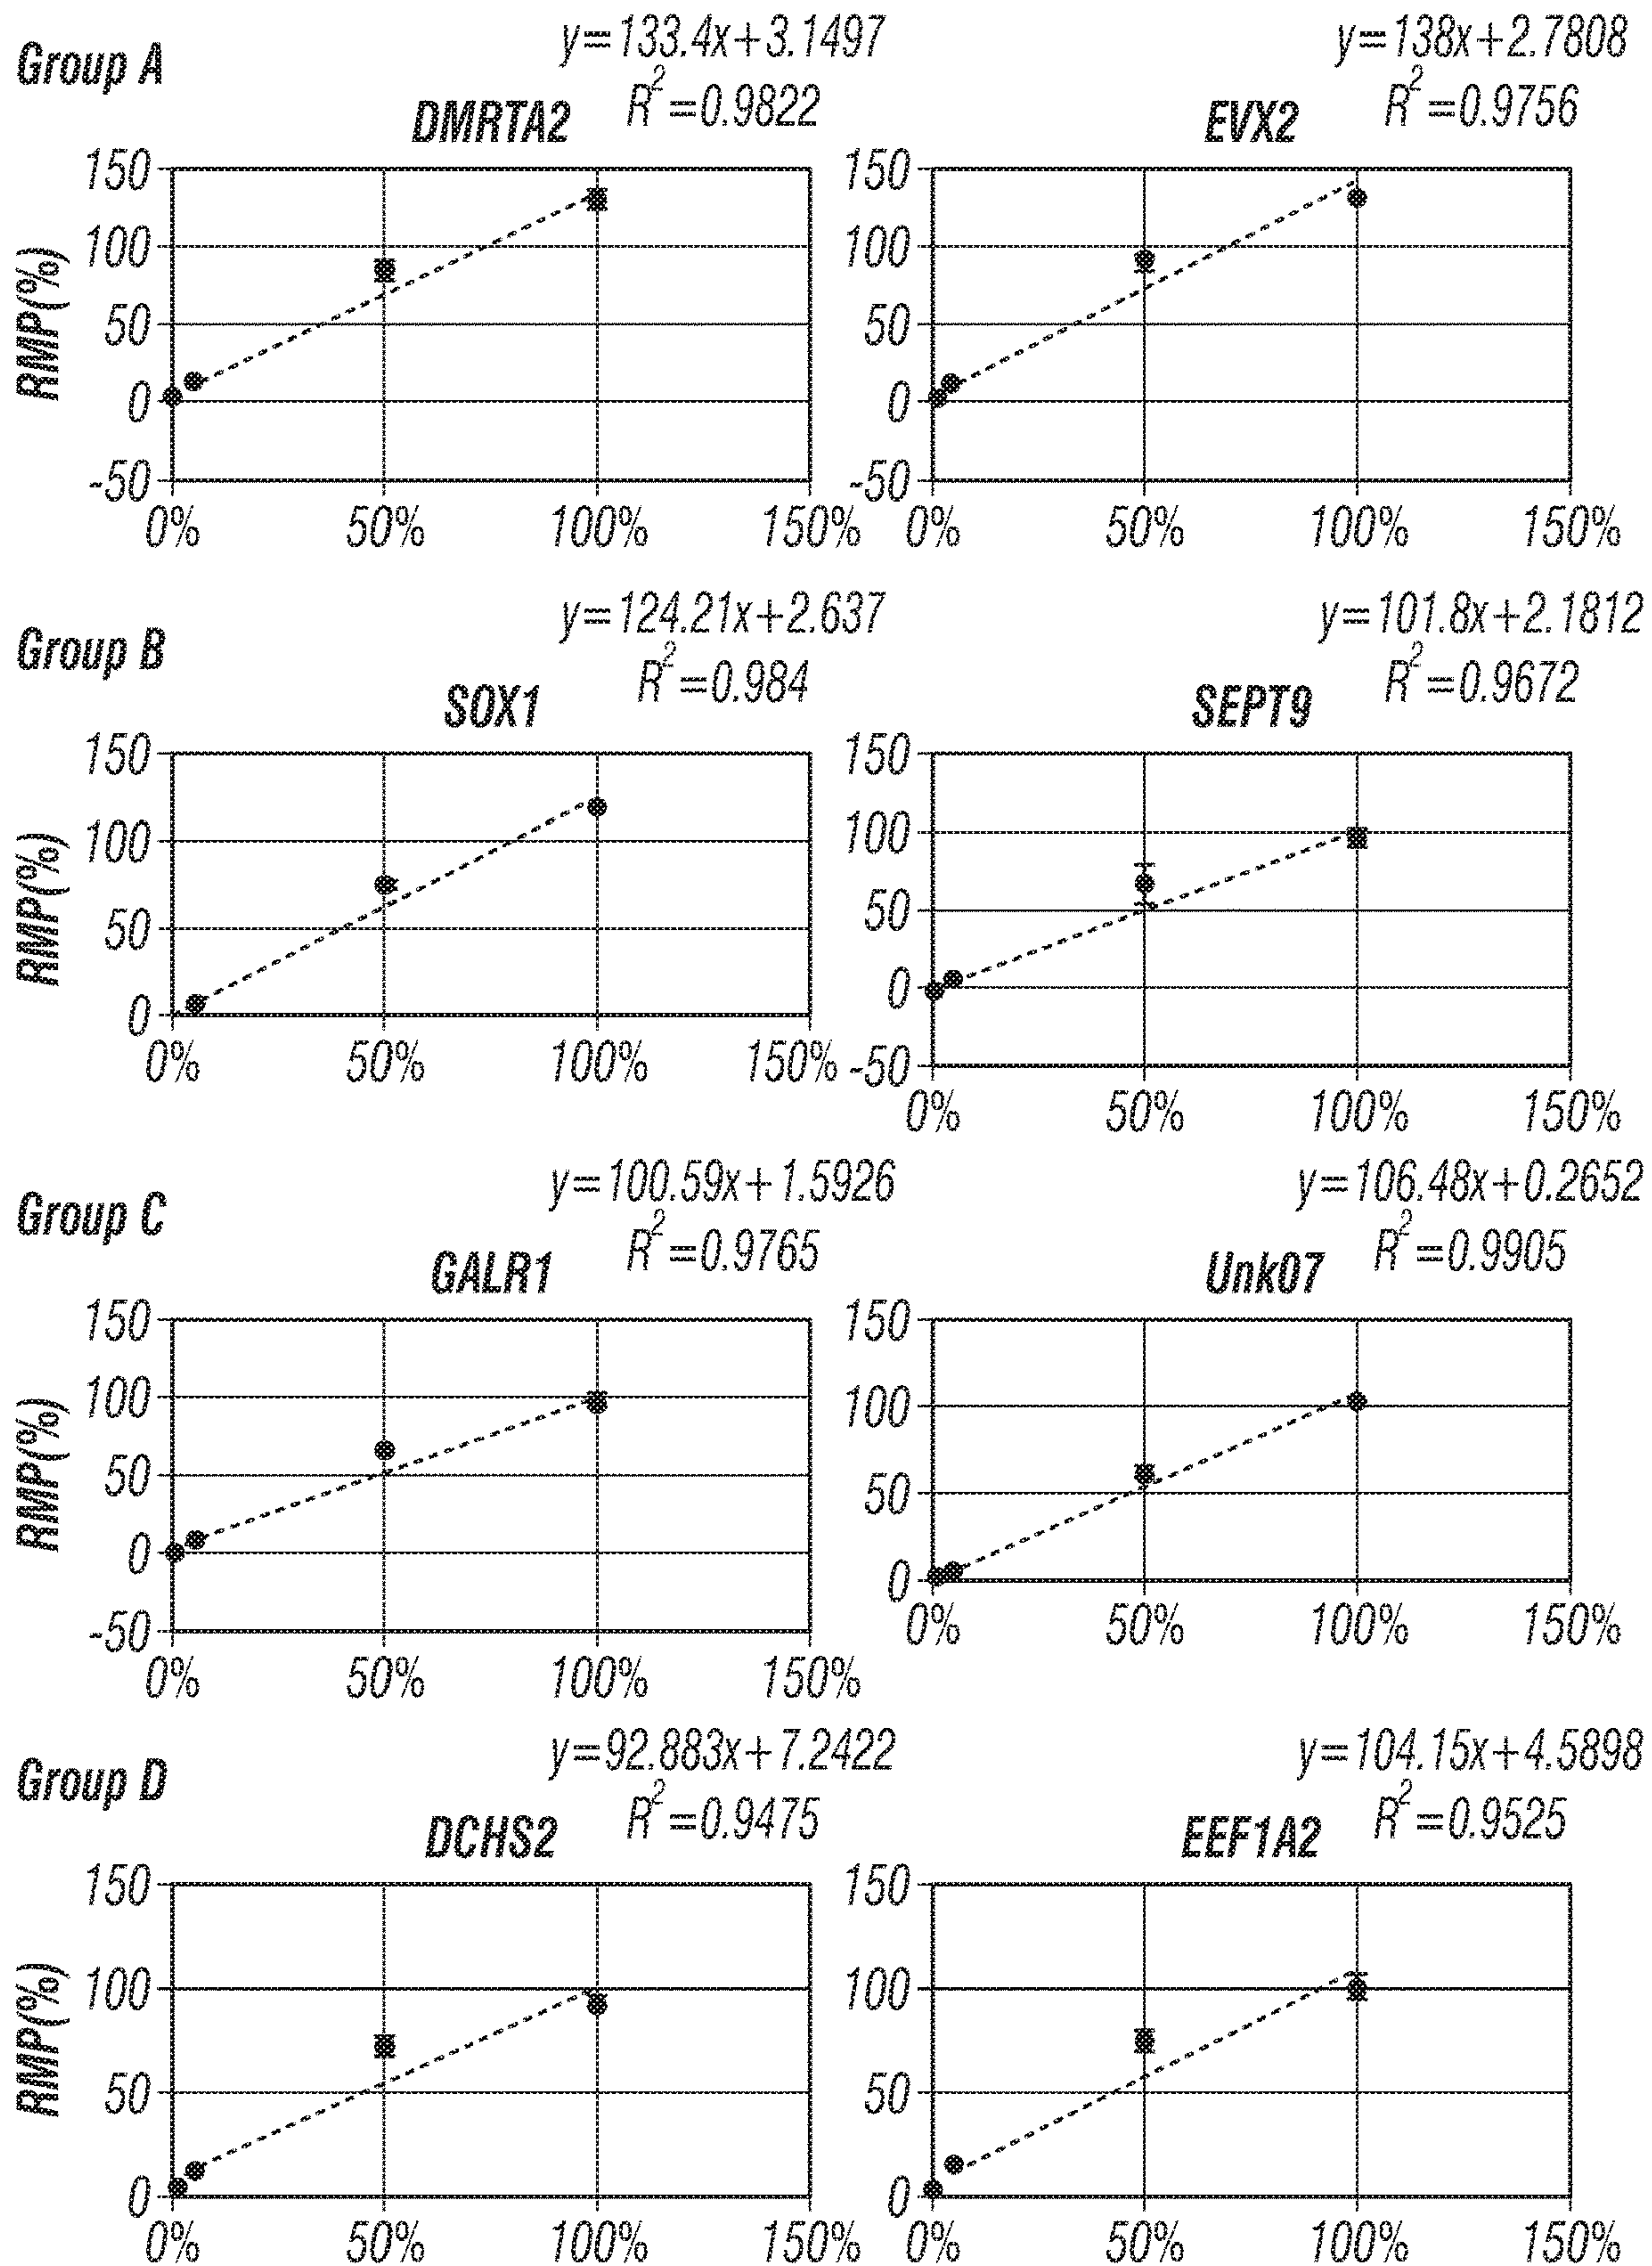 Group A
y=133.4x+3.1497
R²=0.9822
DMRTA2
y=138x+2.7808
R²=0.9756
EVX2
RMP(%)
150
100
50
0
-50
0% 50% 100% 150%
150
100
50
0
-50
0% 50% 100% 150%
Group B
y=124.21x+2.637
R²=0.984
SOX1
y=101.8x+2.1812
R²=0.9672
SEPT9
RMP(%)
150
100
50
0
0% 50% 100% 150%
150
100
50
0
-50
0% 50% 100% 150%
Group C
y=100.59x+1.5926
R²=0.9765
GALR1
y=106.48x+0.2652
R²=0.9905
Unk07
RMP(%)
150
100
50
0
-50
0% 50% 100% 150%
150
100
50
0
0% 50% 100% 150%
Group D
y=92.883x+7.2422
R²=0.9475
DCHS2
y=104.15x+4.5898
R²=0.9525
EEF1A2
RMP(%)
150
100
50
0
0% 50% 100% 150%
150
100
50
0
0% 50% 100% 150%